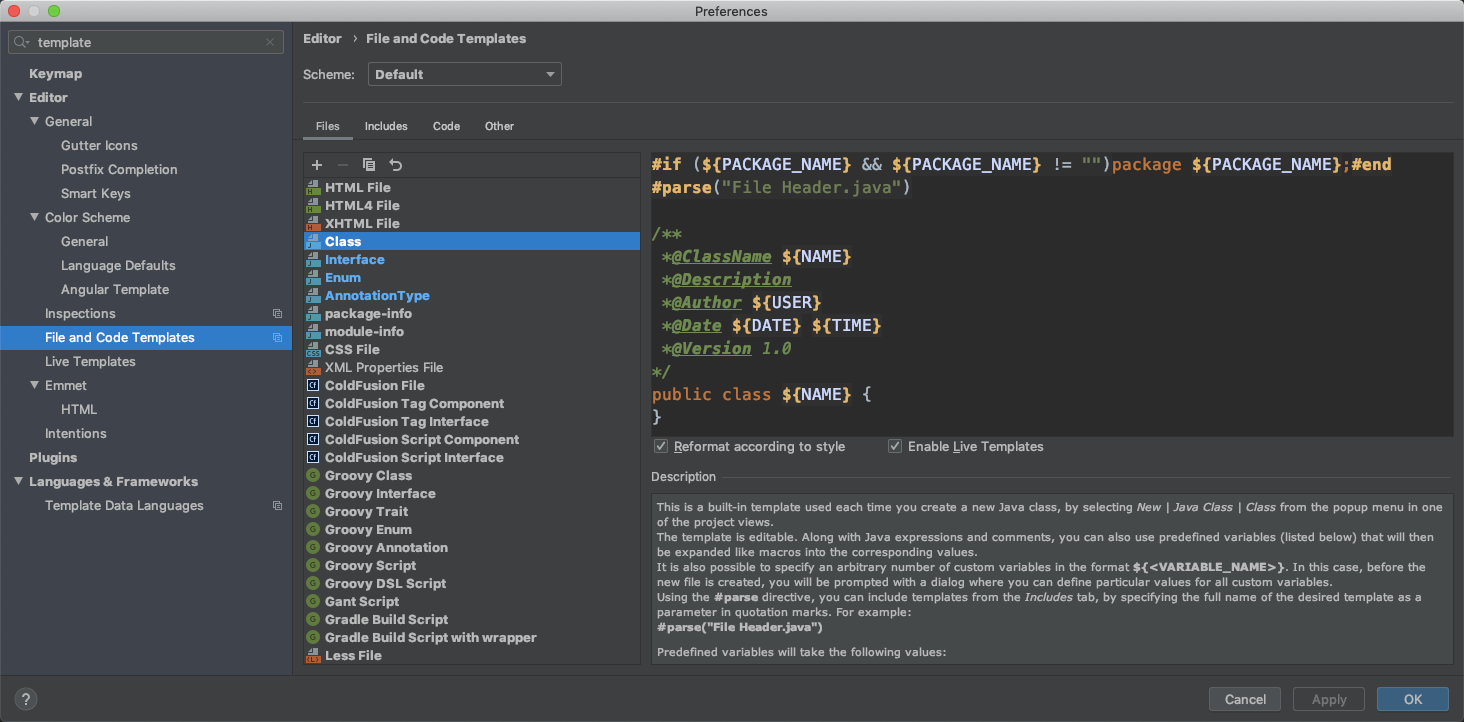 Preferences
template
Keymap
Editor
General
Gutter Icons
Postfix Completion
Smart Keys
Color Scheme
General
Language Defaults
Angular Template
Inspections
File and Code Templates
Live Templates
Emmet
HTML
Intentions
Plugins
Languages & Frameworks
Template Data Languages
Editor › File and Code Templates
Scheme: Default
Files Includes Code Other
HTML File
HTML4 File
XHTML File
Class
Interface
Enum
AnnotationType
package-info
module-info
CSS File
XML Properties File
ColdFusion File
ColdFusion Tag Component
ColdFusion Tag Interface
ColdFusion Script Component
ColdFusion Script Interface
Groovy Class
Groovy Interface
Groovy Trait
Groovy Enum
Groovy Annotation
Groovy Script
Groovy DSL Script
Gant Script
Gradle Build Script
Gradle Build Script with wrapper
Less File
#if (${PACKAGE_NAME} && ${PACKAGE_NAME} != "")package ${PACKAGE_NAME};#end
#parse("File Header.java")
/**
*@ClassName ${NAME}
*@Description
*@Author ${USER}
*@Date ${DATE} ${TIME}
*@Version 1.0
*/
public class ${NAME} {
}
Reformat according to style Enable Live Templates
Description
This is a built-in template used each time you create a new Java class, by selecting New | Java Class | Class from the popup menu in one
of the project views.
The template is editable. Along with Java expressions and comments, you can also use predefined variables (listed below) that will then
be expanded like macros into the corresponding values.
It is also possible to specify an arbitrary number of custom variables in the format ${<VARIABLE_NAME>}. In this case, before the
new file is created, you will be prompted with a dialog where you can define particular values for all custom variables.
Using the #parse directive, you can include templates from the Includes tab, by specifying the full name of the desired template as a
parameter in quotation marks. For example:
#parse("File Header.java")
Predefined variables will take the following values:
? Cancel Apply OK